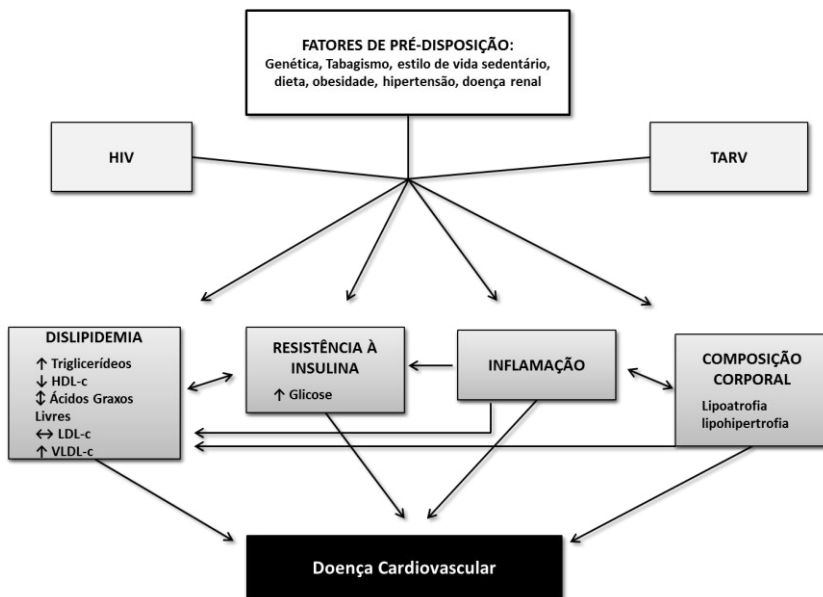 FATORES DE PRÉ-DISPOSIÇÃO:
Genética, Tabagismo, estilo de vida sedentário,
dieta, obesidade, hipertensão, doença renal
HIV
TARV
DISLIPIDEMIA
↑ Triglicerídeos
↓ HDL-c
↕ Ácidos Graxos
Livres
↔ LDL-c
↑ VLDL-c
RESISTÊNCIA À
INSULINA
↑ Glicose
INFLAMAÇÃO
COMPOSIÇÃO
CORPORAL
Lipoatrofia
lipohipertrofia
Doença Cardiovascular